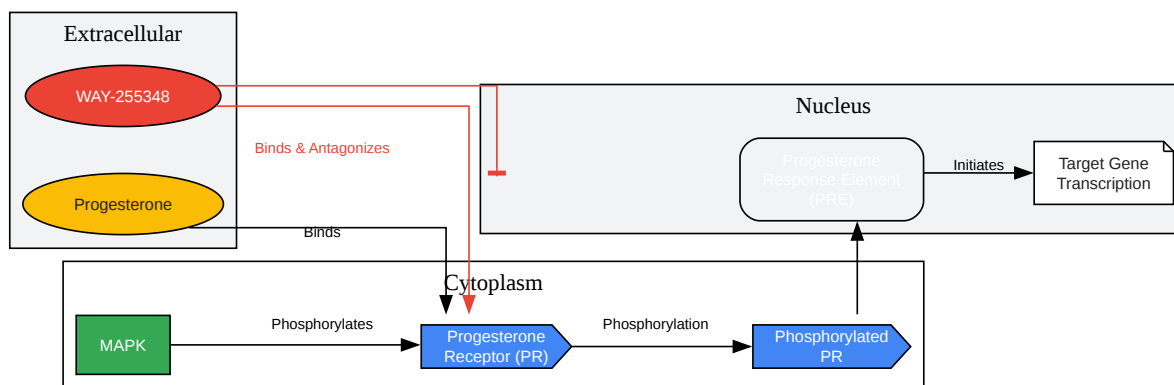 Extracellular
WAY-255348
Binds & Antagonizes
Progesterone
Binds
Nucleus
Progesterone
Response Element
(PRE)
Initiates
Target Gene
Transcription
Cytoplasm
MAPK
Phosphorylates
Progesterone
Receptor (PR)
Phosphorylation
Phosphorylated
PR